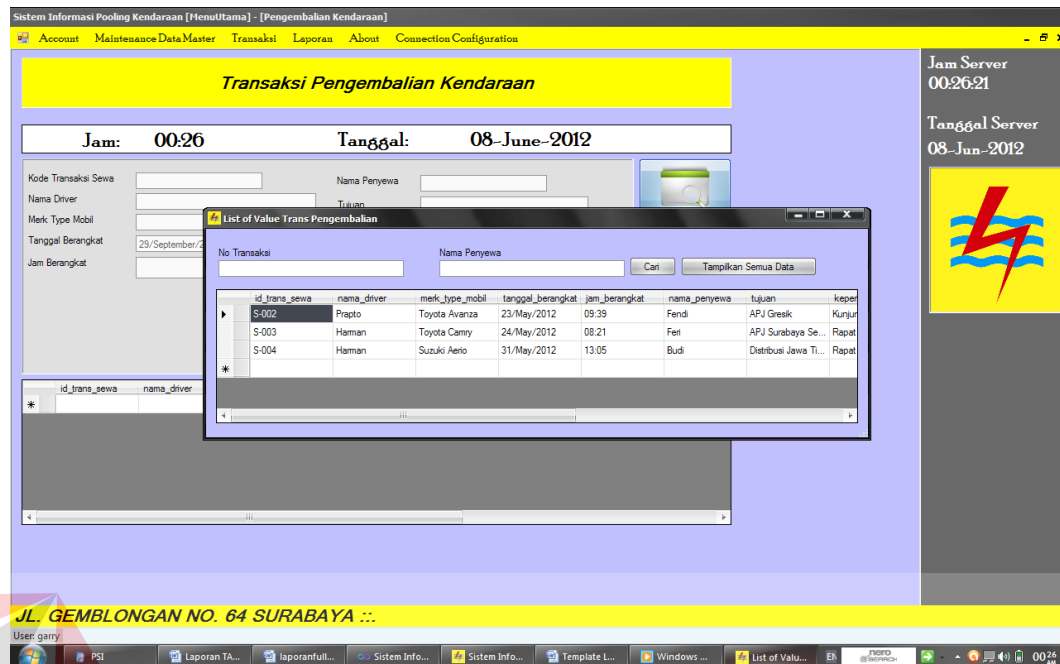 Sistem Informasi Pooling Kendaraan [MenuUtama] - [Pengembalian Kendaraan]
Account Maintenance Data Master Transaksi Laporan About Connection Configuration
Transaksi Pengembalian Kendaraan
Jam Server
00:26:21
Tanggal Server
08-Jun-2012
Jam: 00:26 Tanggal: 08-June-2012
Kode Transaksi Sewa Nama Penyewa
Nama Driver Tujuan
Merk Type Mobil
Tanggal Berangkat 29/September/2
Jam Berangkat
List of Value Trans Pengembalian
No Transaksi Nama Penyewa
Cari Tampilkan Semua Data
id_trans_sewa nama_driver merk_type_mobil tanggal_berangkat jam_berangkat nama_penyewa tujuan keper
S-002 Prapto Toyota Avanza 23/May/2012 09:39 Fendi APJ Gresik Kunjur
S-003 Harman Toyota Camry 24/May/2012 08:21 Feri APJ Surabaya Se... Rapat
S-004 Harman Suzuki Aerio 31/May/2012 13:05 Budi Distribusi Jawa Ti... Rapat
id_trans_sewa nama_driver
JL. GEMBLONGAN NO. 64 SURABAYA ::.
User: garry
PSI Laporan TA... laporanfull... Sistem Info... Sistem Info... Template L... Windows ... List of Valu... EN nero SEARCH 00:26